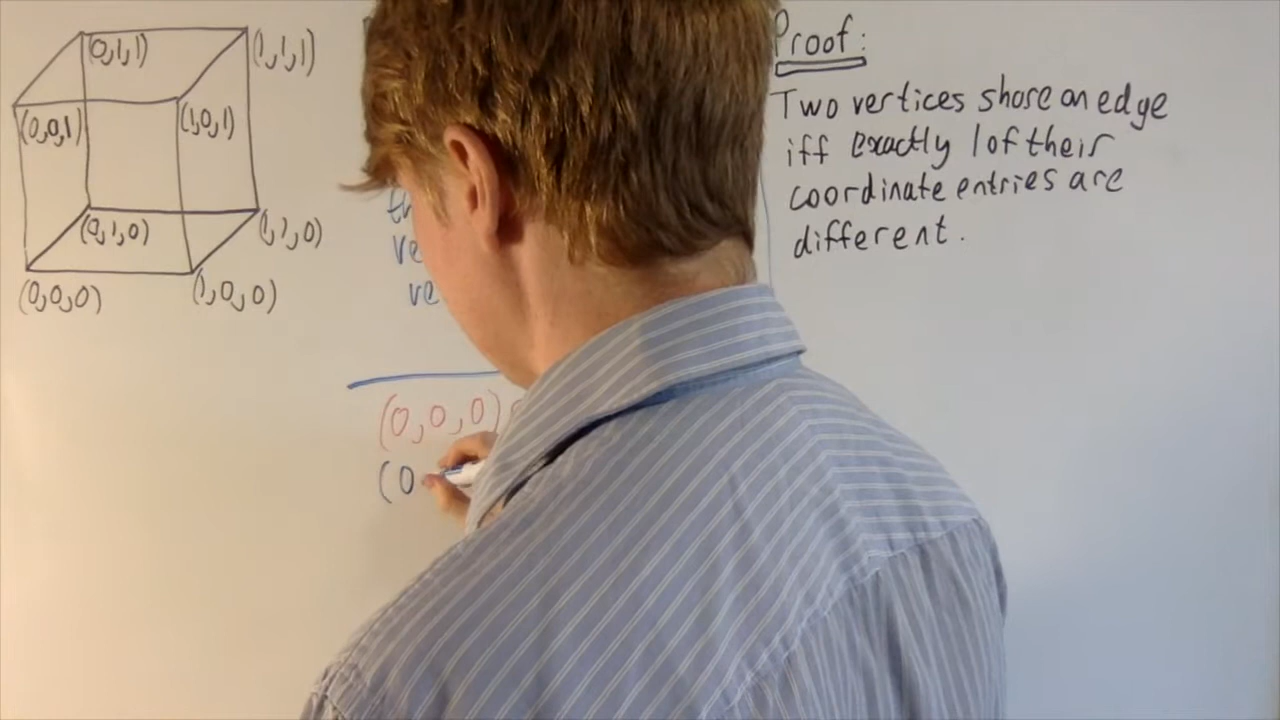 (0,1,1)
(1,1,1)
(0,0,1)
(1,0,1)
(0,1,0)
(1,1,0)
(0,0,0)
(1,0,0)
(0,0,0)
(0
Proof:
Two vertices share an edge
iff exactly 1 of their
coordinate entries are
different.